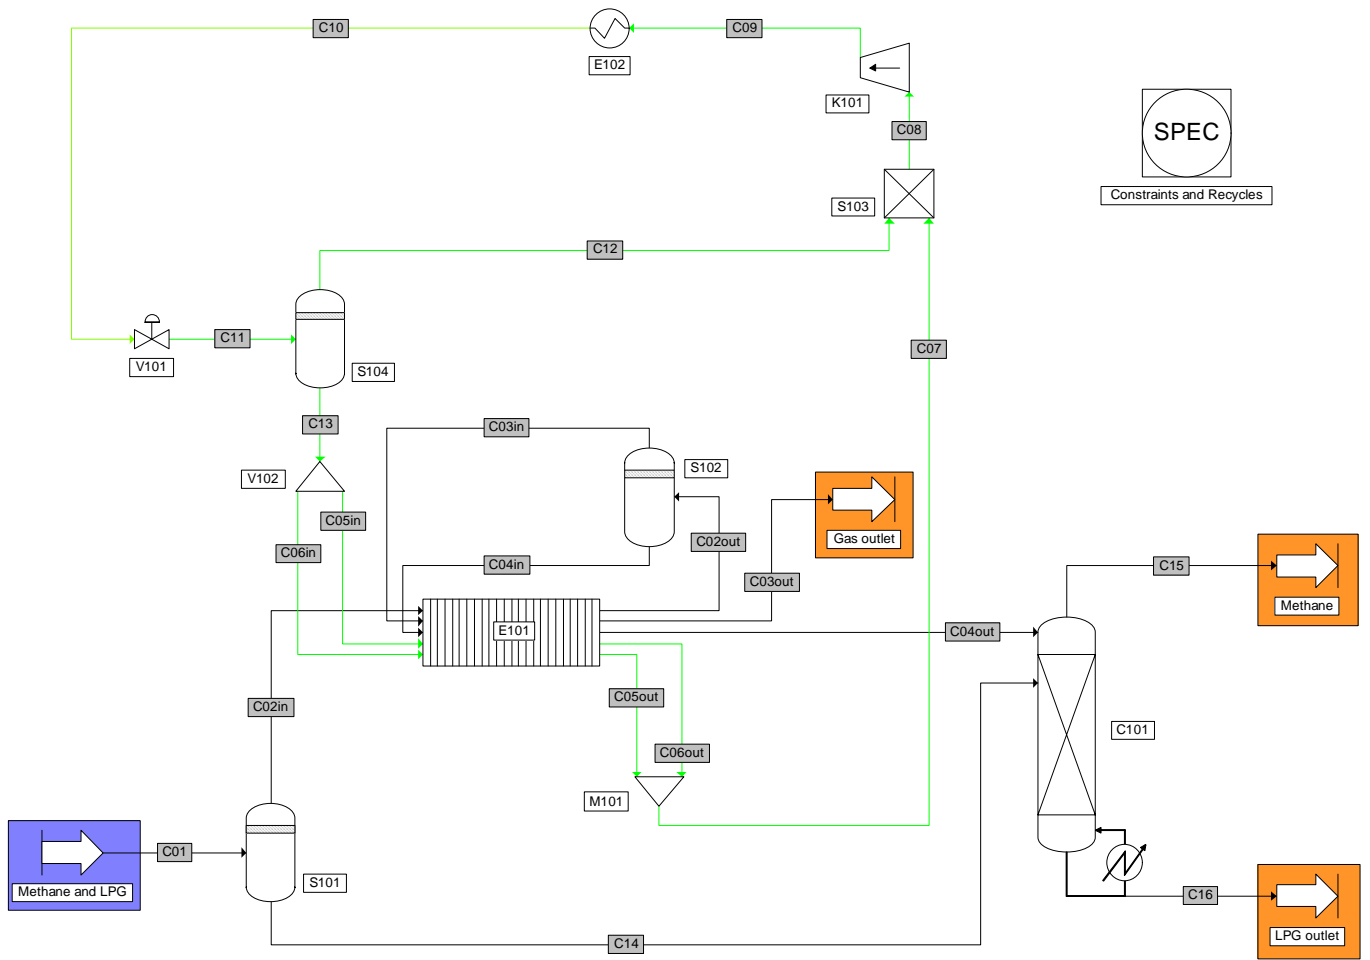 C10
E102
C09
K101
C08
SPEC
Constraints and Recycles
S103
C12
V101
C11
S104
C07
C13
V102
C03in
S102
C05in
C06in
C04in
C02out
Gas outlet
C03out
E101
C04out
C15
Methane
C02in
C05out
C06out
C101
M101
C01
Methane and LPG
S101
C14
C16
LPG outlet